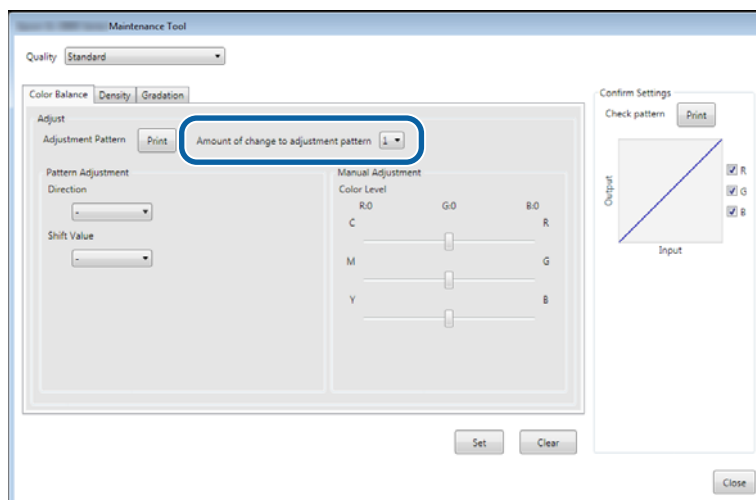 Maintenance Tool
Quality Standard
Color Balance Density Gradation
Adjust
Adjustment Pattern Print Amount of change to adjustment pattern 1
Pattern Adjustment
Direction
-
Shift Value
-
Manual Adjustment
Color Level
R:0 G:0 B:0
C R
M G
Y B
Confirm Settings
Check pattern Print
Output
Input
R
G
B
Set Clear
Close